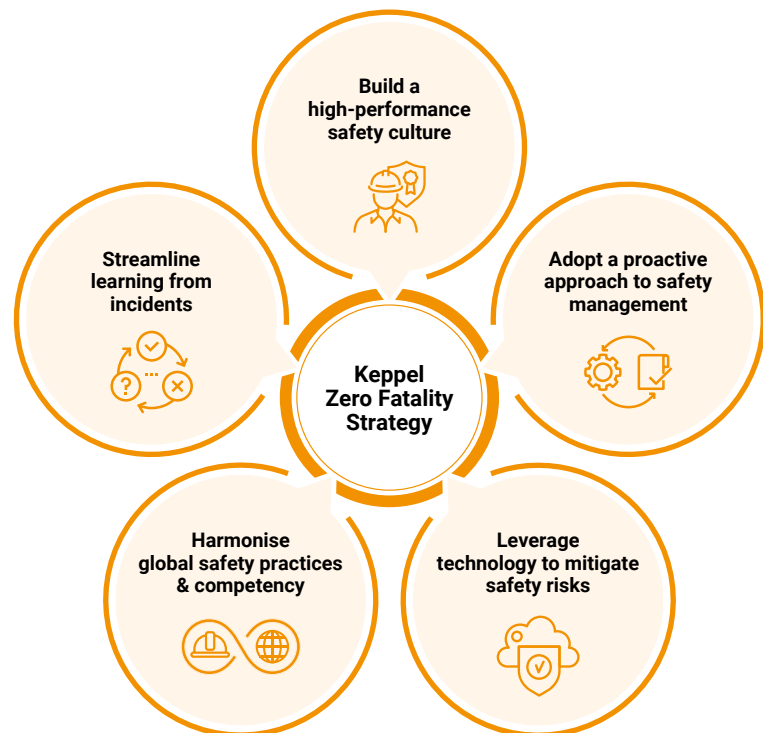 Build a
high-performance
safety culture
Adopt a proactive
approach to safety
management
Leverage
technology to mitigate
safety risks
Harmonise
global safety practices
& competency
Streamline
learning from
incidents
Keppel
Zero Fatality
Strategy